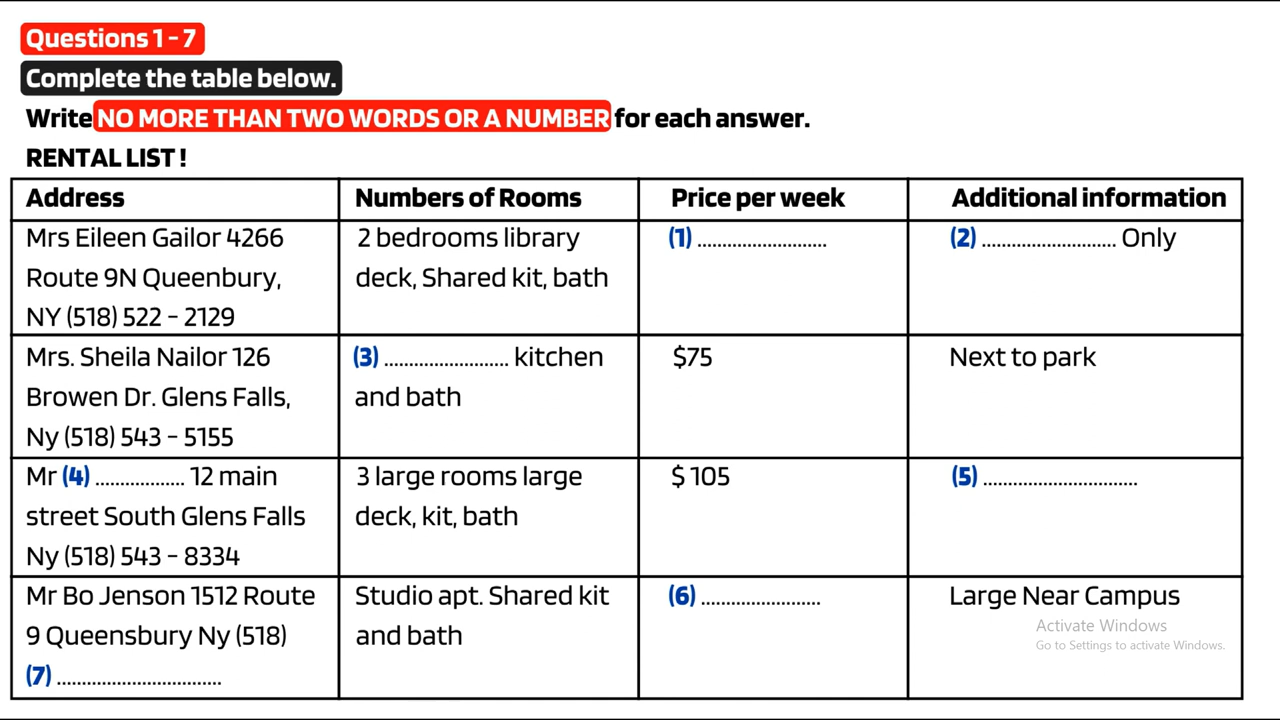 Questions 1 - 7
Complete the table below.
Write NO MORE THAN TWO WORDS OR A NUMBER for each answer.
RENTAL LIST !
Address Numbers of Rooms Price per week Additional information
Mrs Eileen Gailor 4266 2 bedrooms library (1) .......................... (2) .......................... Only
Route 9N Queenbury, deck, Shared kit, bath
NY (518) 522 - 2129
Mrs. Sheila Nailor 126 (3) ........................ kitchen $75 Next to park
Browen Dr. Glens Falls, and bath
Ny (518) 543 - 5155
Mr (4) ................. 12 main 3 large rooms large $ 105 (5) ..............................
street South Glens Falls deck, kit, bath
Ny (518) 543 - 8334
Mr Bo Jenson 1512 Route Studio apt. Shared kit (6) ....................... Large Near Campus
9 Queensbury Ny (518) and bath
(7) ................................
Activate Windows
Go to Settings to activate Windows.